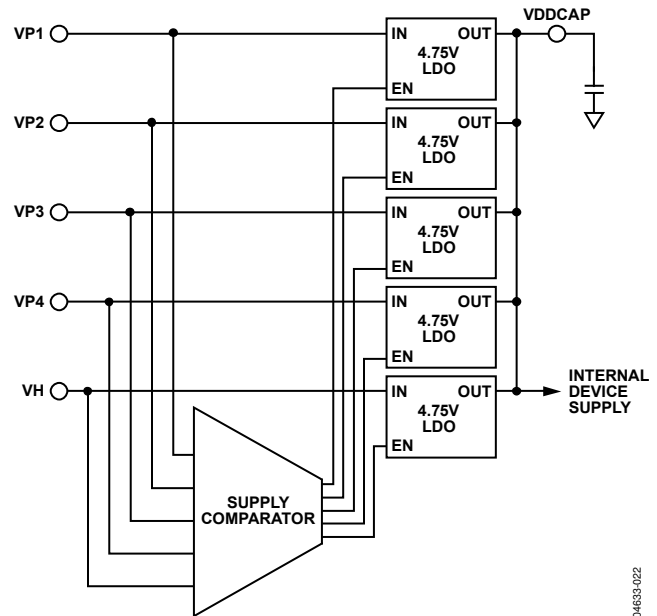 VDDCAP
VP1
IN OUT
4.75V
LDO
EN
VP2
IN OUT
4.75V
LDO
EN
VP3
IN OUT
4.75V
LDO
EN
VP4
IN OUT
4.75V
LDO
EN
VH
IN OUT
4.75V
LDO
EN
INTERNAL
DEVICE
SUPPLY
SUPPLY
COMPARATOR
04633-022